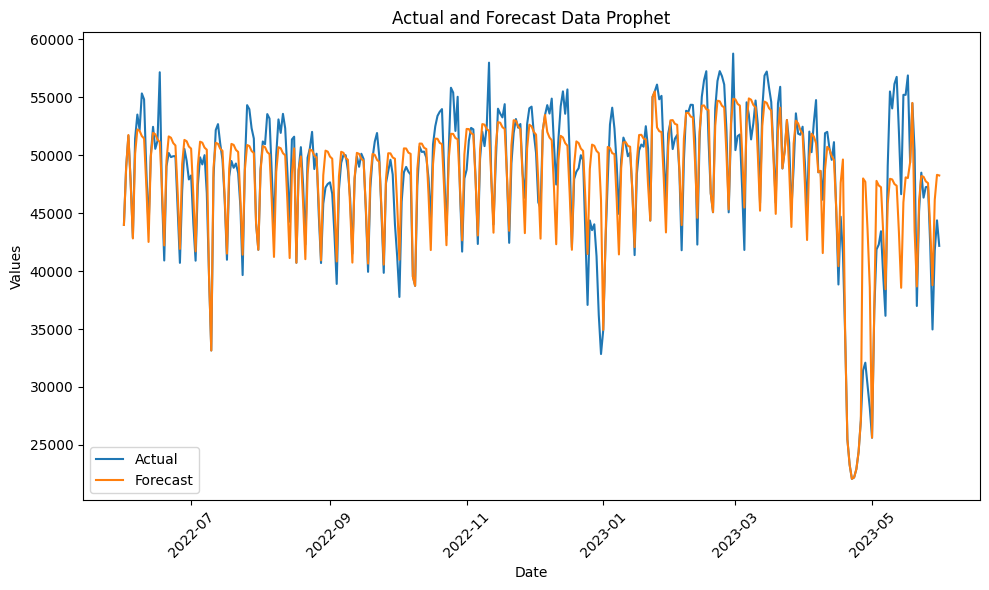 Actual and Forecast Data Prophet
60000
55000
50000
45000
40000
35000
30000
25000
Values
Actual
Forecast
2022-07
2022-09
2022-11
2023-01
2023-03
2023-05
Date